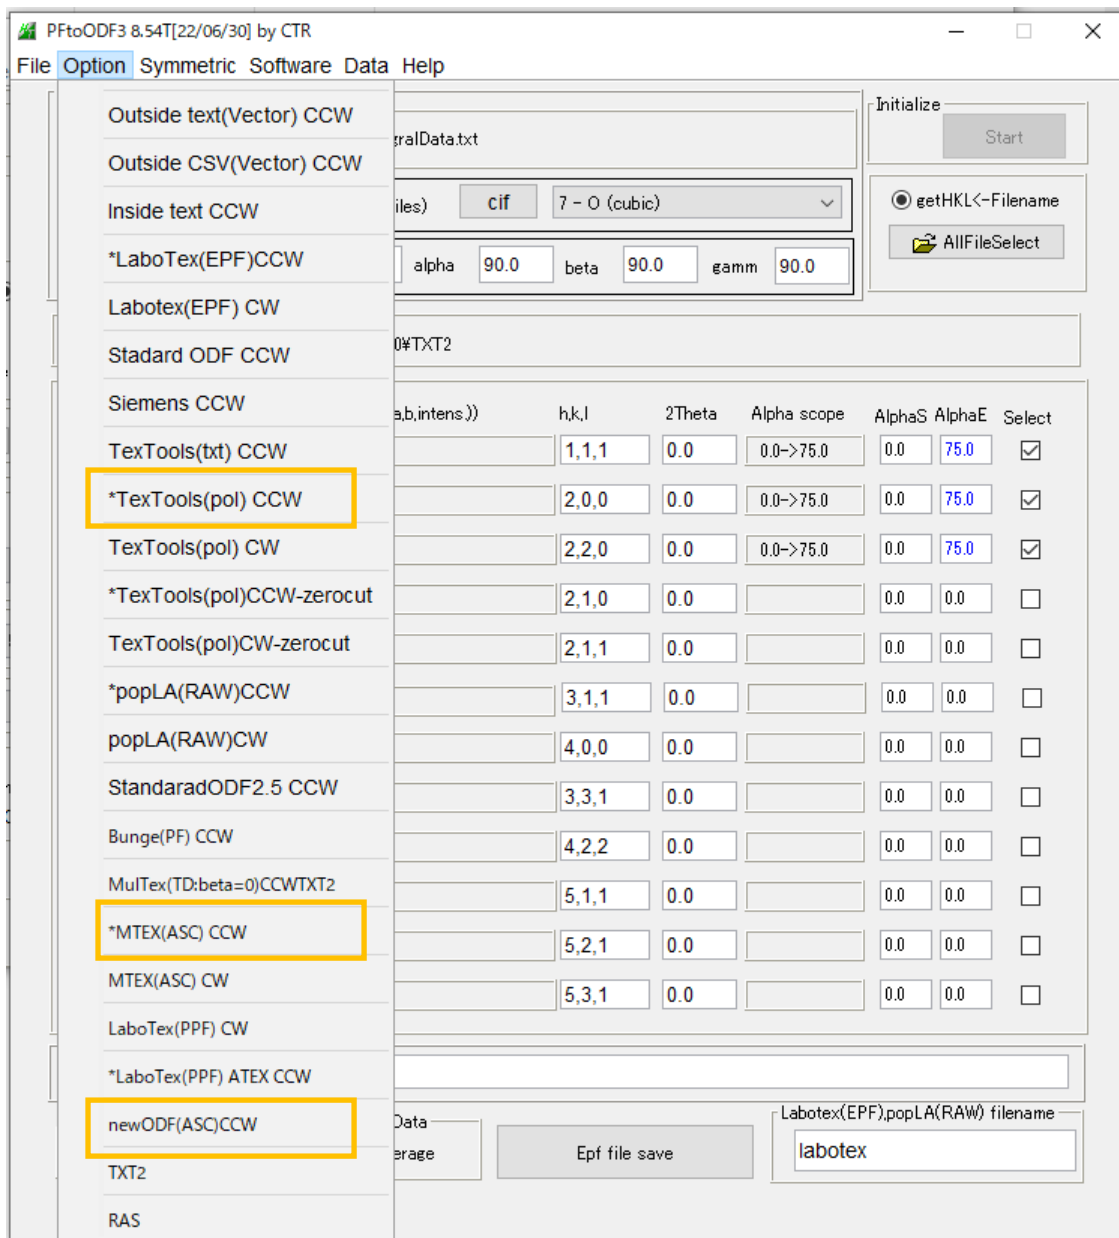 PFtoODF3 8.54T[22/06/30] by CTR
File Option Symmetric Software Data Help
Outside text(Vector) CCW
Outside CSV(Vector) CCW
Inside text CCW
*LaboTex(EPF)CCW
Labotex(EPF) CW
Stadard ODF CCW
Siemens CCW
TexTools(txt) CCW
*TexTools(pol) CCW
TexTools(pol) CW
*TexTools(pol)CCW-zerocut
TexTools(pol)CW-zerocut
*popLA(RAW)CCW
popLA(RAW)CW
StandaradODF2.5 CCW
Bunge(PF) CCW
MulTex(TD:beta=0)CCWTXT2
*MTEX(ASC) CCW
MTEX(ASC) CW
LaboTex(PPF) CW
*LaboTex(PPF) ATEX CCW
newODF(ASC)CCW
TXT2
RAS
gralData.txt
Initialize
Start
iles) cif 7 - O (cubic)
getHKL<-Filename
AllFileSelect
alpha 90.0 beta 90.0 gamm 90.0
0¥TXT2
a,b,intens.)) h,k,l 2Theta Alpha scope AlphaS AlphaE Select
1,1,1 0.0 0.0->75.0 0.0 75.0
2,0,0 0.0 0.0->75.0 0.0 75.0
2,2,0 0.0 0.0->75.0 0.0 75.0
2,1,0 0.0 0.0 0.0
2,1,1 0.0 0.0 0.0
3,1,1 0.0 0.0 0.0
4,0,0 0.0 0.0 0.0
3,3,1 0.0 0.0 0.0
4,2,2 0.0 0.0 0.0
5,1,1 0.0 0.0 0.0
5,2,1 0.0 0.0 0.0
5,3,1 0.0 0.0 0.0
Data
erage
Epf file save
Labotex(EPF),popLA(RAW) filename
labotex